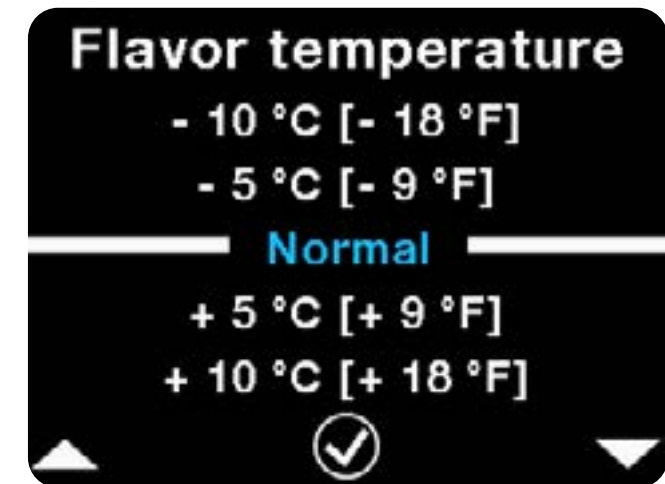 Flavor temperature
- 10 °C [- 18 °F]
- 5 °C [- 9 °F]
Normal
+ 5 °C [+ 9 °F]
+ 10 °C [+ 18 °F]